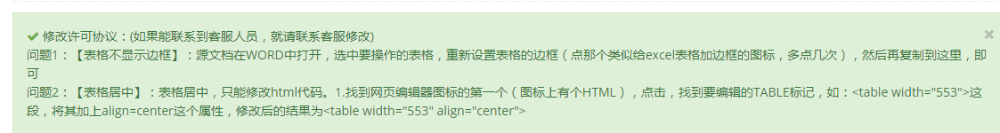 修改许可协议：(如果能联系到客服人员，就请联系客服修改)
问题1：【表格不显示边框】：源文档在WORD中打开，选中要操作的表格，重新设置表格的边框（点那个类似给excel表格加边框的图标，多点几次），然后再复制到这里，即
可
问题2：【表格居中】：表格居中，只能修改html代码。1.找到网页编辑器图标的第一个（图标上有个HTML），点击，找到要编辑的TABLE标记，如：<table width="553">这
段，将其加上align=center这个属性，修改后的结果为<table width="553" align="center">